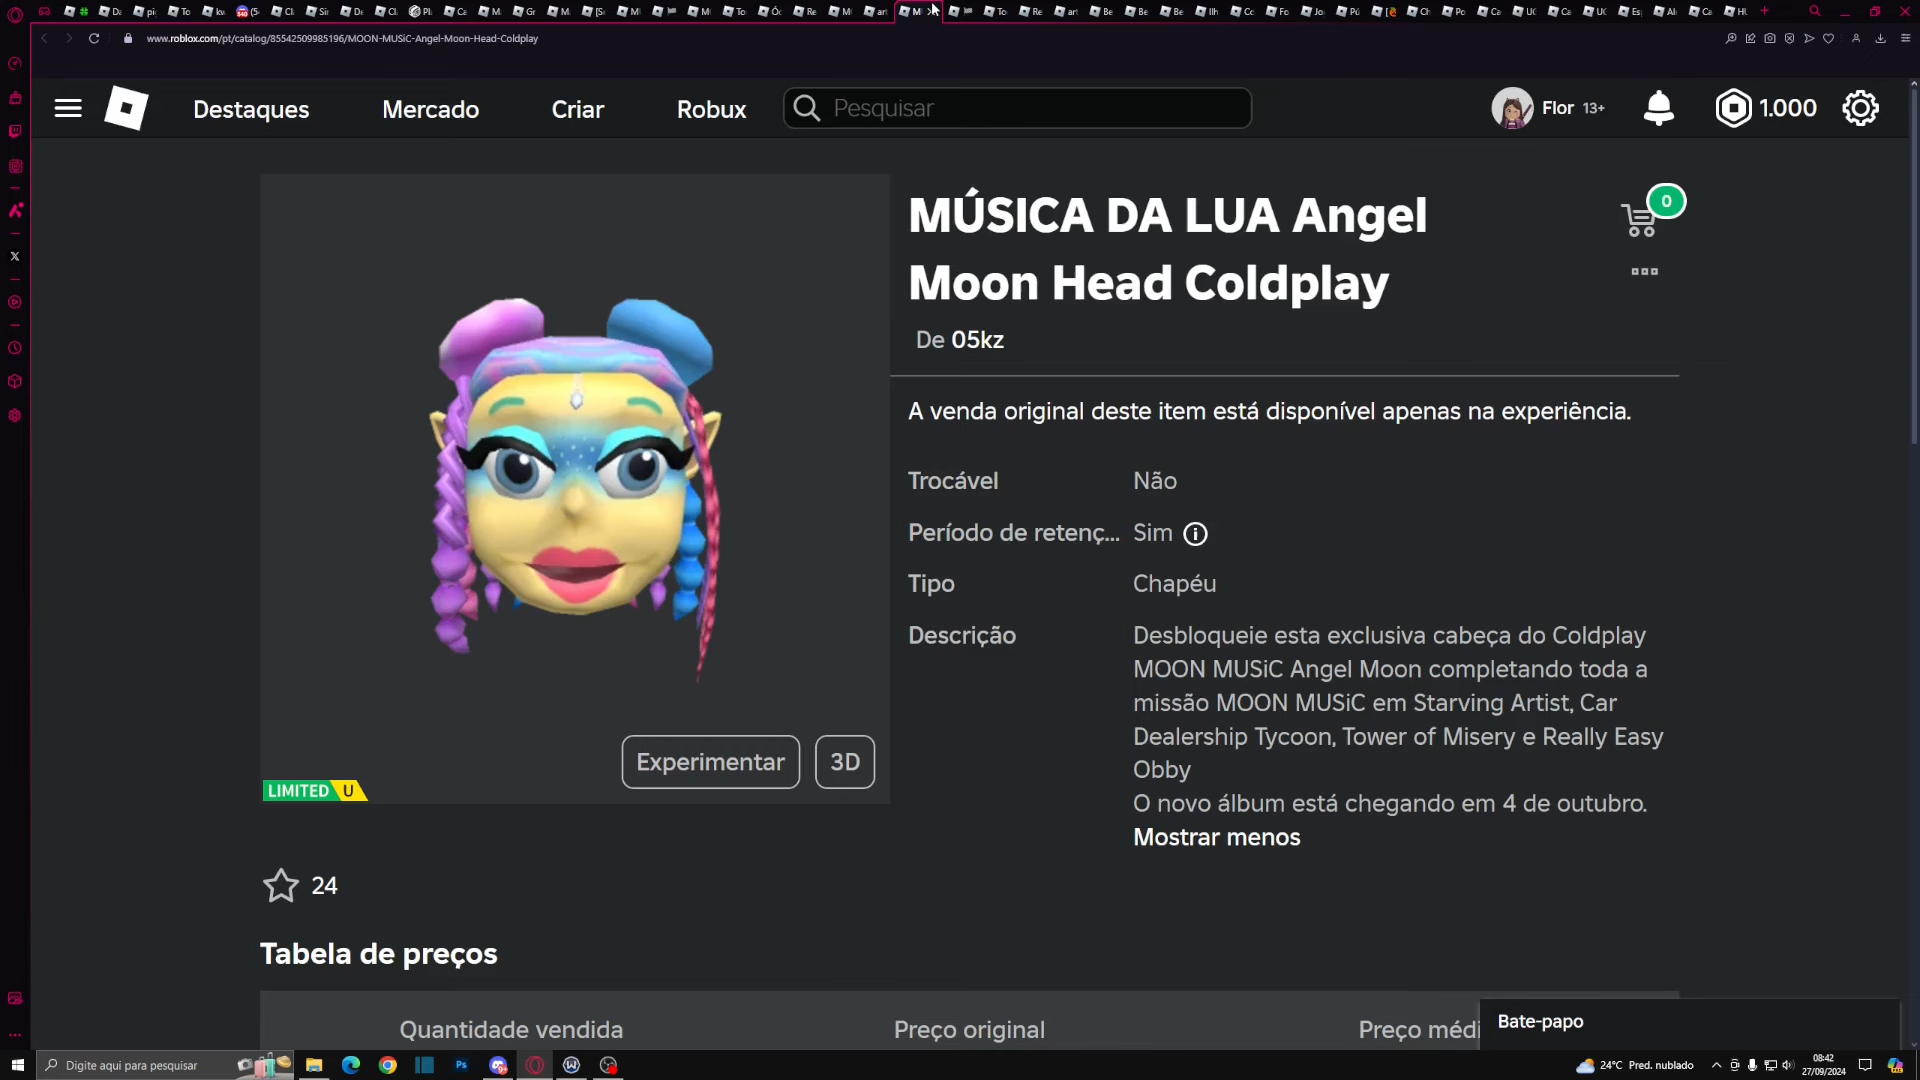 www.roblox.com/pt/catalog/85542509985196/MOON-MUSiC-Angel-Moon-Head-Coldplay
Destaques
Mercado
Criar
Robux
Pesquisar
Flor 13+
1.000
MÚSICA DA LUA Angel
Moon Head Coldplay
0
De 05kz
A venda original deste item está disponível apenas na experiência.
Trocável Não
Período de retenç... Sim
Tipo Chapéu
Descrição Desbloqueie esta exclusiva cabeça do Coldplay
MOON MUSiC Angel Moon completando toda a
missão MOON MUSiC em Starving Artist, Car
Dealership Tycoon, Tower of Misery e Really Easy
Obby
O novo álbum está chegando em 4 de outubro.
Mostrar menos
Experimentar
3D
LIMITED U
24
Tabela de preços
Quantidade vendida
Preço original
Preço médi
Bate-papo
Digite aqui para pesquisar
24°C Pred. nublado
08:42
27/09/2024